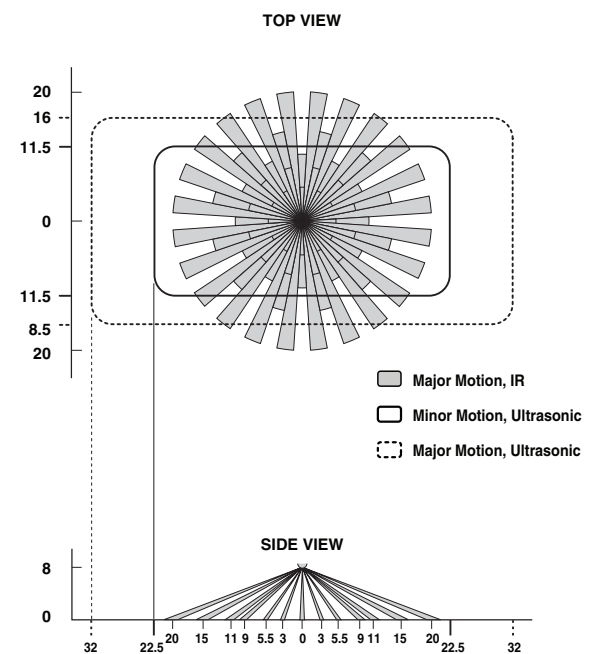 TOP VIEW
20
16
11.5
0
11.5
8.5
20
Major Motion, IR
Minor Motion, Ultrasonic
Major Motion, Ultrasonic
SIDE VIEW
8
0
32 22.5 20 15 11 9 5.5 3 0 3 5.5 9 11 15 20 22.5 32